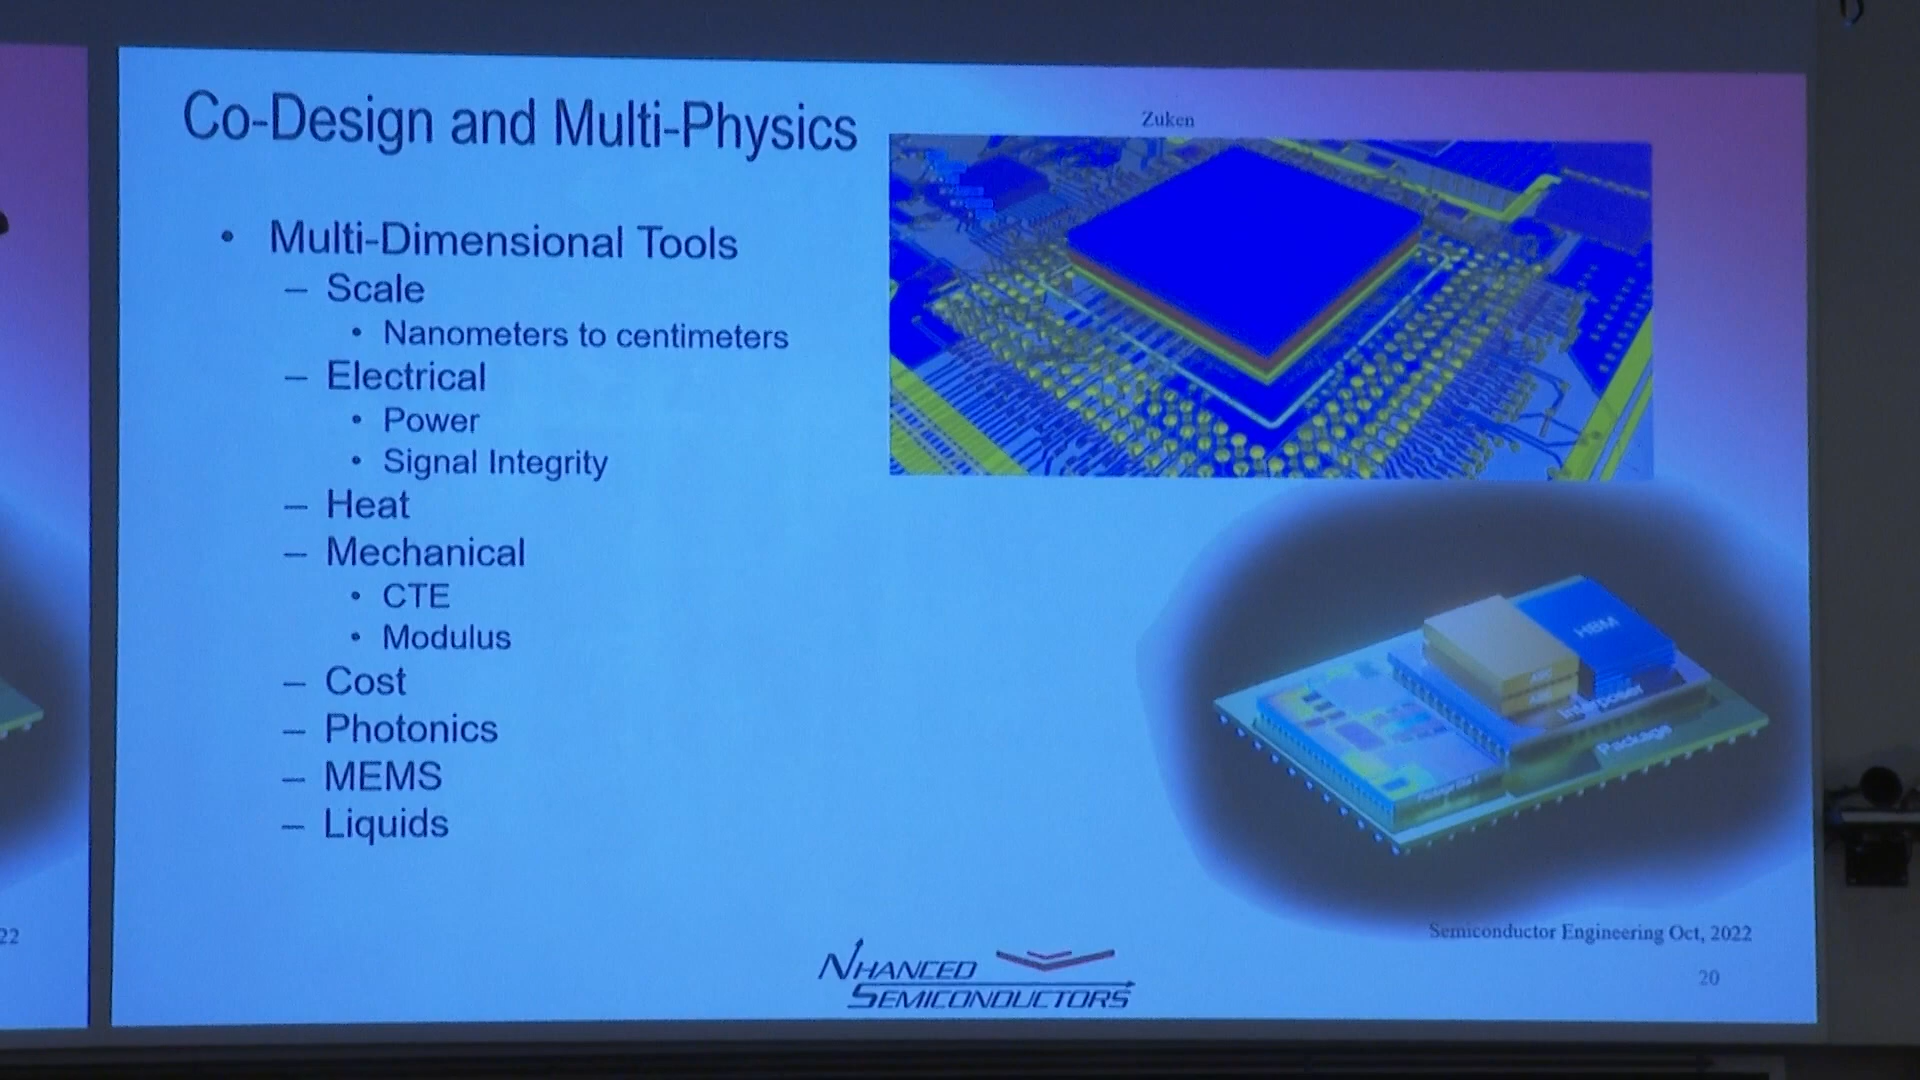 Co-Design and Multi-Physics
Zuken
• Multi-Dimensional Tools
– Scale
• Nanometers to centimeters
– Electrical
• Power
• Signal Integrity
– Heat
– Mechanical
• CTE
• Modulus
– Cost
– Photonics
– MEMS
– Liquids
HBM
Interposer
Package
Semiconductor Engineering Oct, 2022
20
NHANCED
SEMICONDUCTORS
22